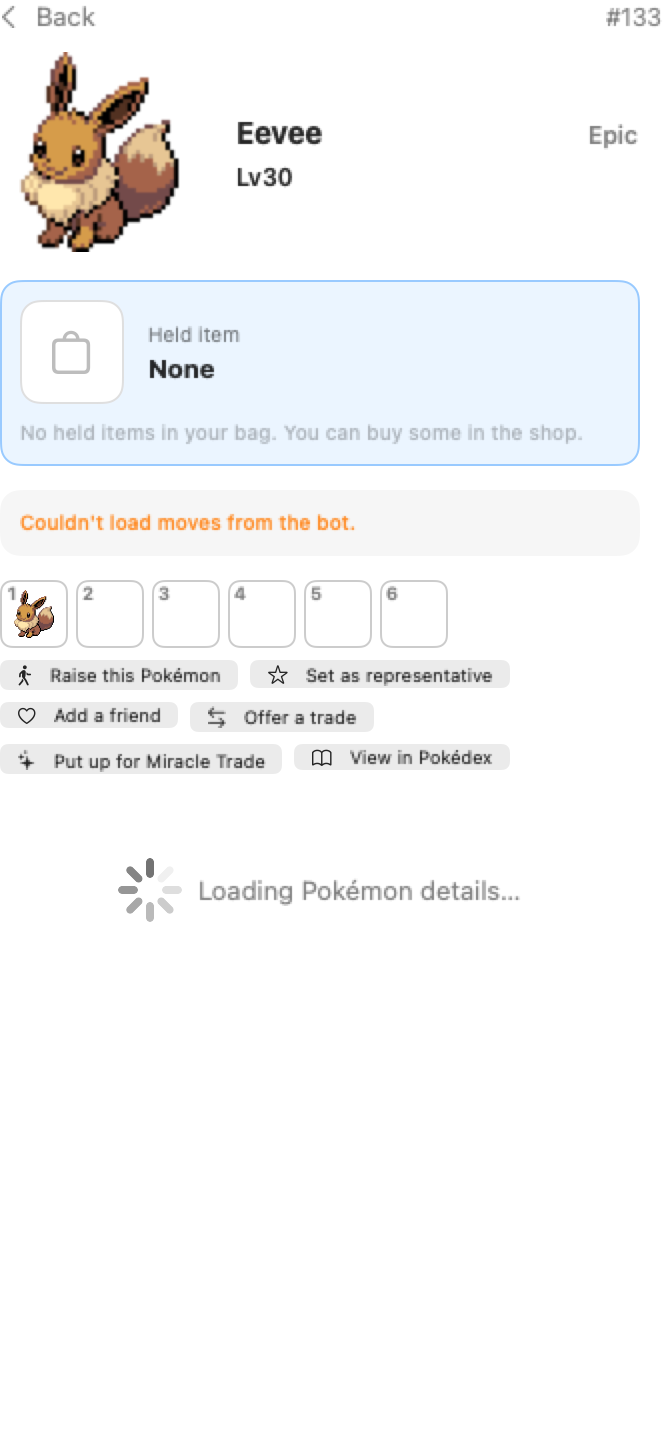 Back
#133
Eevee
Epic
Lv30
Held item
None
No held items in your bag. You can buy some in the shop.
Couldn't load moves from the bot.
1 2 3 4 5 6
Raise this Pokémon
Set as representative
Add a friend
Offer a trade
Put up for Miracle Trade
View in Pokédex
Loading Pokémon details...